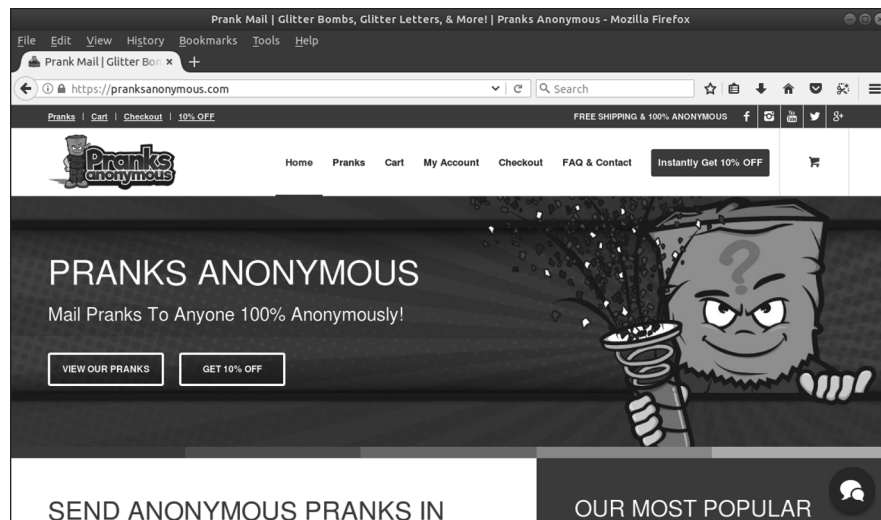 Prank Mail | Glitter Bombs, Glitter Letters, & More! | Pranks Anonymous - Mozilla Firefox
File Edit View History Bookmarks Tools Help
Prank Mail | Glitter Bon × +
https://pranksanonymous.com Search
Pranks | Cart | Checkout | 10% OFF FREE SHIPPING & 100% ANONYMOUS f You Tube g+
Pranks anonymous Home Pranks Cart My Account Checkout FAQ & Contact Instantly Get 10% OFF
PRANKS ANONYMOUS
?
Mail Pranks To Anyone 100% Anonymously!
VIEW OUR PRANKS GET 10% OFF
SEND ANONYMOUS PRANKS IN OUR MOST POPULAR